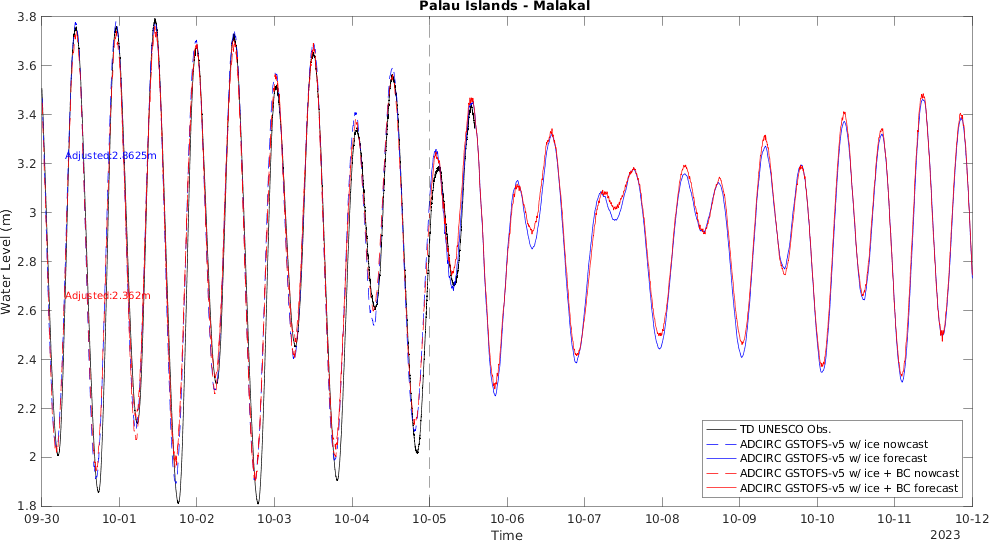 Palau Islands - Malakal
3.8
3.6
3.4
3.2
3
2.8
2.6
2.4
2.2
2
1.8
Water Level (m)
Adjusted:2.8625m
Adjusted:2.352m
TD UNESCO Obs.
ADCIRC GSTOFS-v5 w/ ice nowcast
ADCIRC GSTOFS-v5 w/ ice forecast
ADCIRC GSTOFS-v5 w/ ice + BC nowcast
ADCIRC GSTOFS-v5 w/ ice + BC forecast
09-30 10-01 10-02 10-03 10-04 10-05 10-06 10-07 10-08 10-09 10-10 10-11 10-12
Time
2023